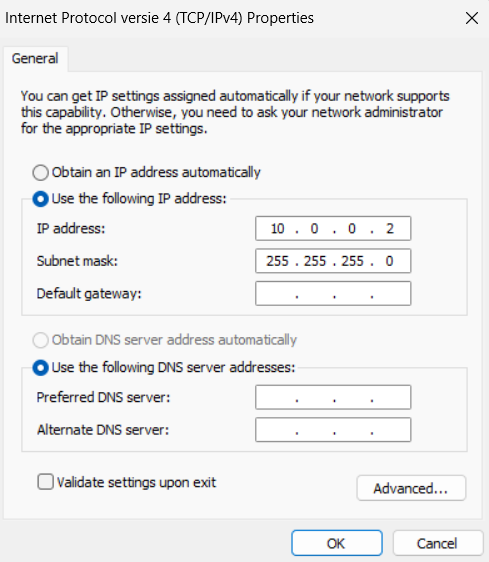 Internet Protocol versie 4 (TCP/IPv4) Properties
General
You can get IP settings assigned automatically if your network supports
this capability. Otherwise, you need to ask your network administrator
for the appropriate IP settings.
Obtain an IP address automatically
Use the following IP address:
IP address: 10 . 0 . 0 . 2
Subnet mask: 255 . 255 . 255 . 0
Default gateway: . . .
Obtain DNS server address automatically
Use the following DNS server addresses:
Preferred DNS server: . . .
Alternate DNS server: . . .
Validate settings upon exit
Advanced...
OK Cancel